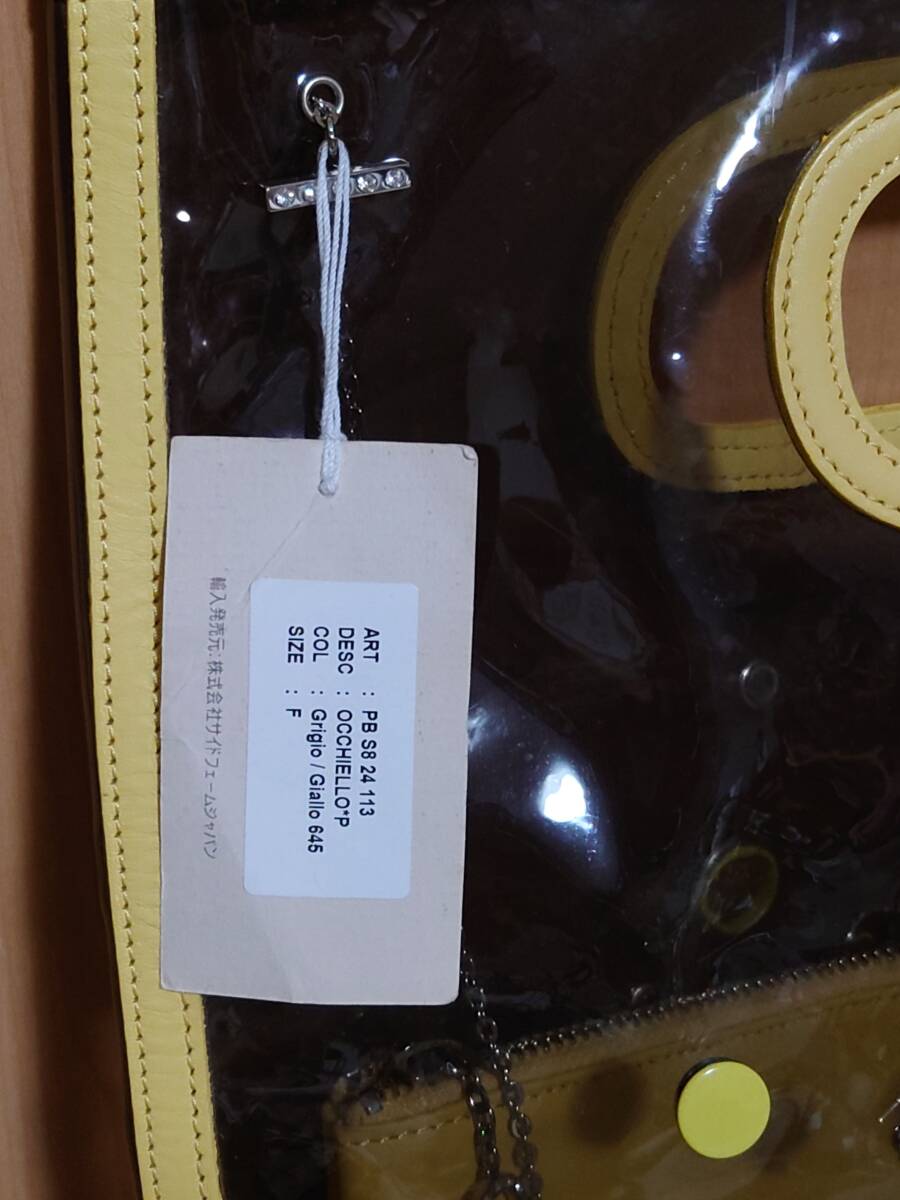 ART : PB S8 24 113
DESC : OCCHIELLO*P
COL : Grigio / Giallo 645
SIZE : F
輸入発売元:株式会社サイドフェームジャパン